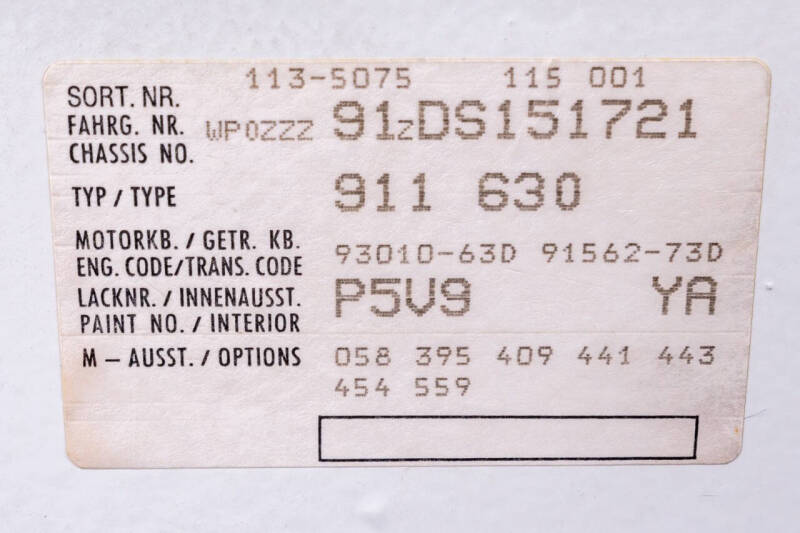 113-5075 115 001
SORT. NR.
FAHRG. NR. WP0ZZZ 91ZDS151721
CHASSIS NO.
TYP / TYPE 911 630
MOTORKB. / GETR. KB. 93010-63D 91562-73D
ENG. CODE/TRANS. CODE
LACKNR. / INNENAUSST. P5V9 YA
PAINT NO. / INTERIOR
M – AUSST. / OPTIONS 058 395 409 441 443
454 559